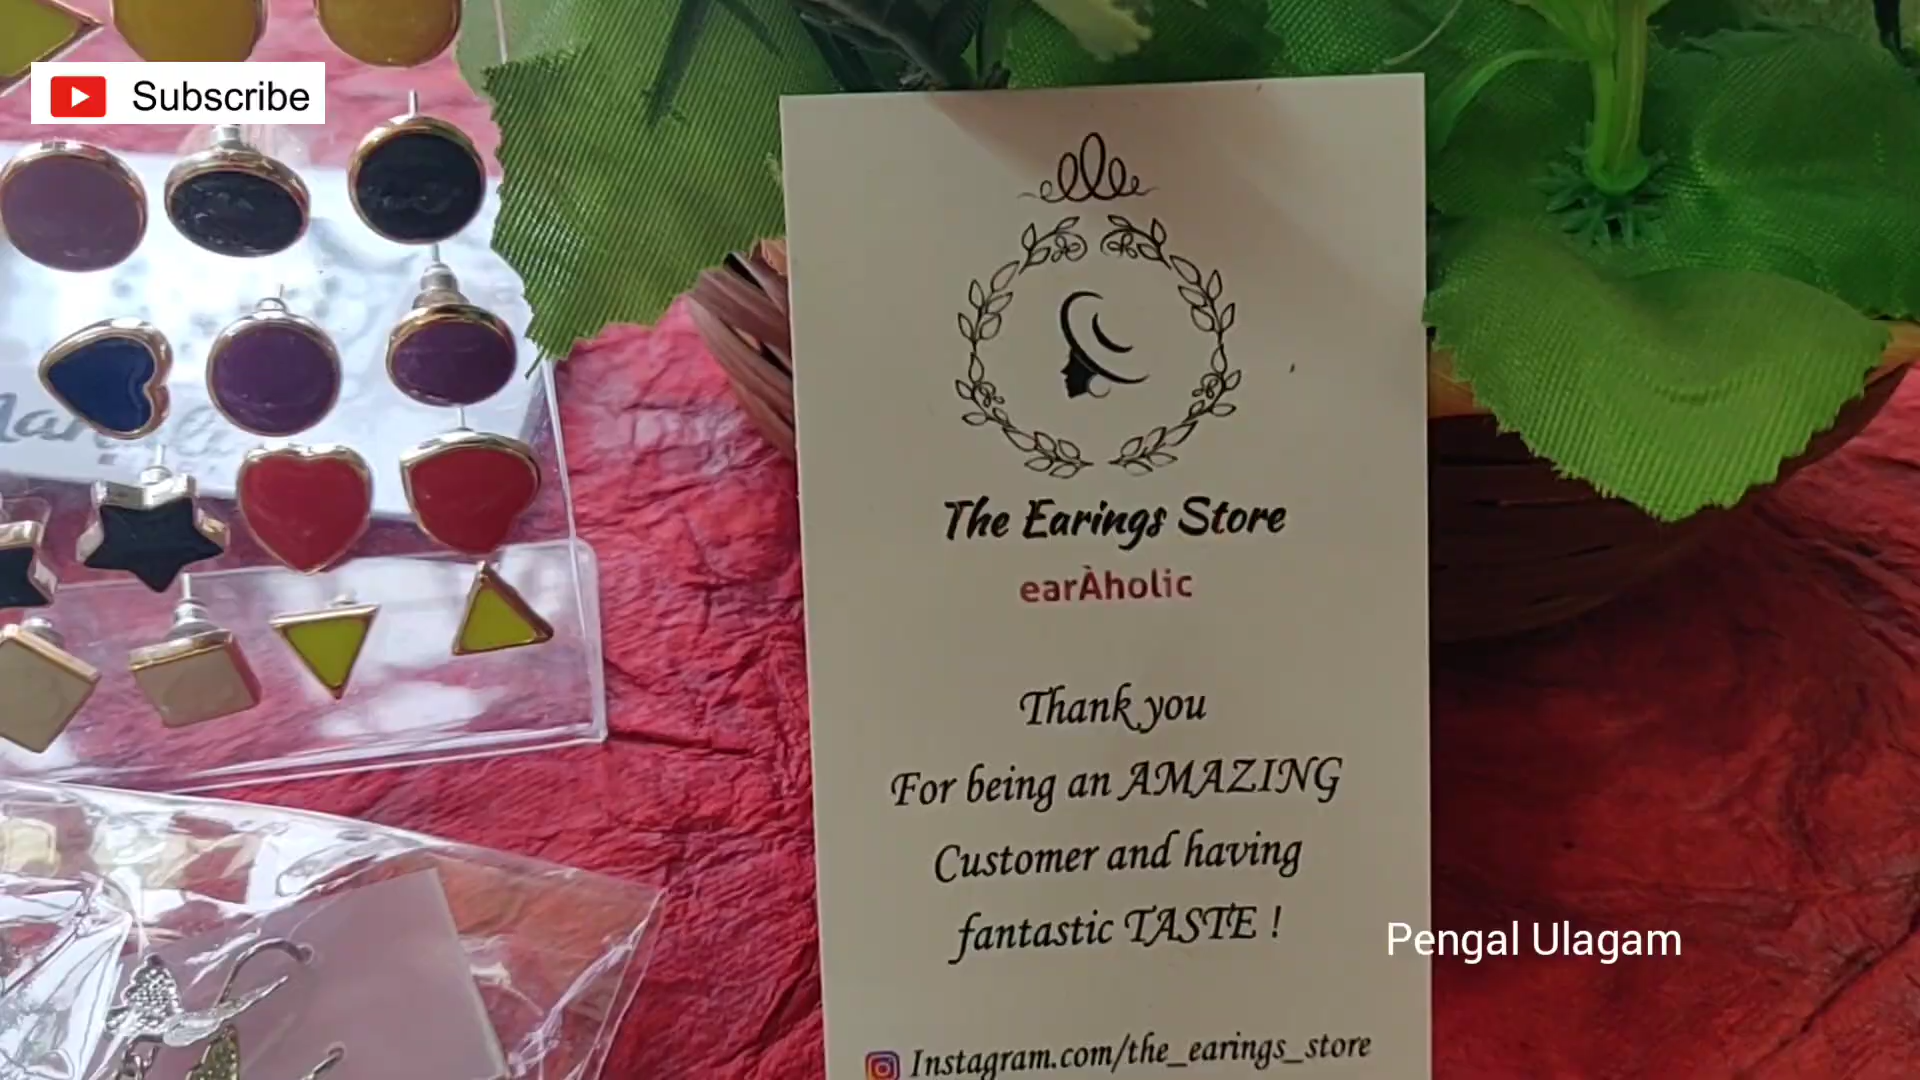 Subscribe
The Earings Store
earÀholic
Thank you
For being an AMAZING
Customer and having
fantastic TASTE !
Instagram.com/the_earings_store
Pengal Ulagam